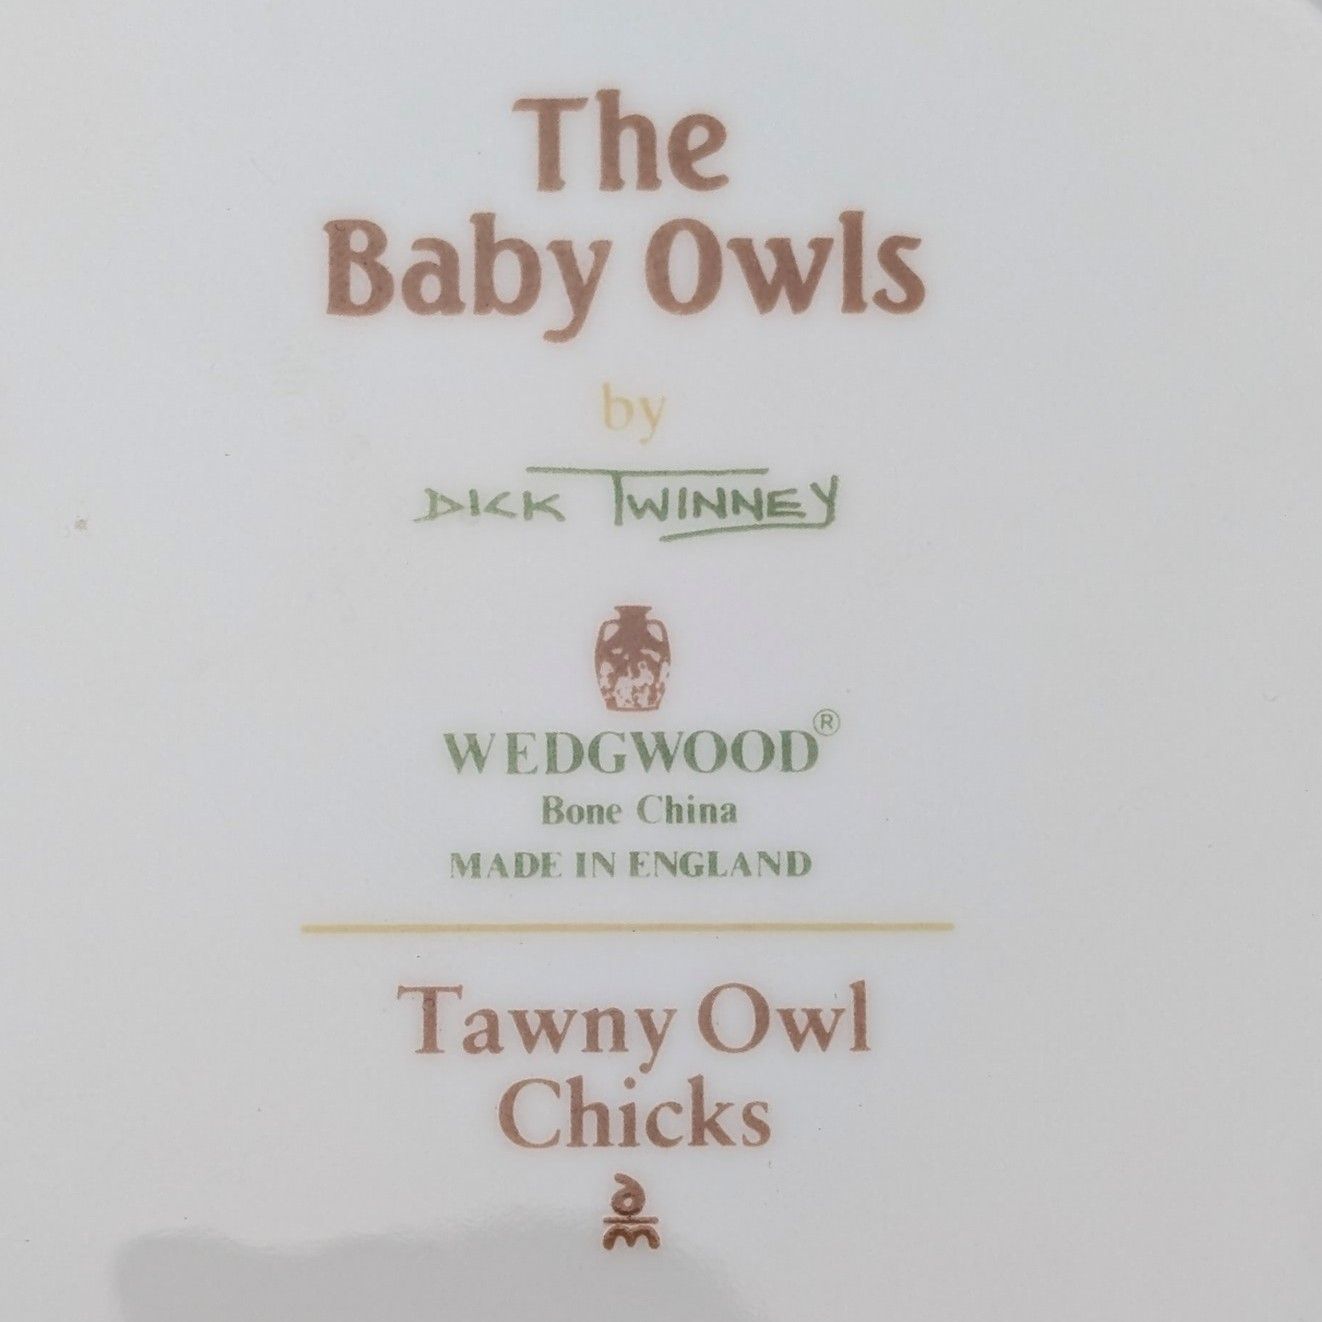 The
Baby Owls
by
DICK TWINNEY
WEDGWOOD®
Bone China
MADE IN ENGLAND
Tawny Owl
Chicks
a
m